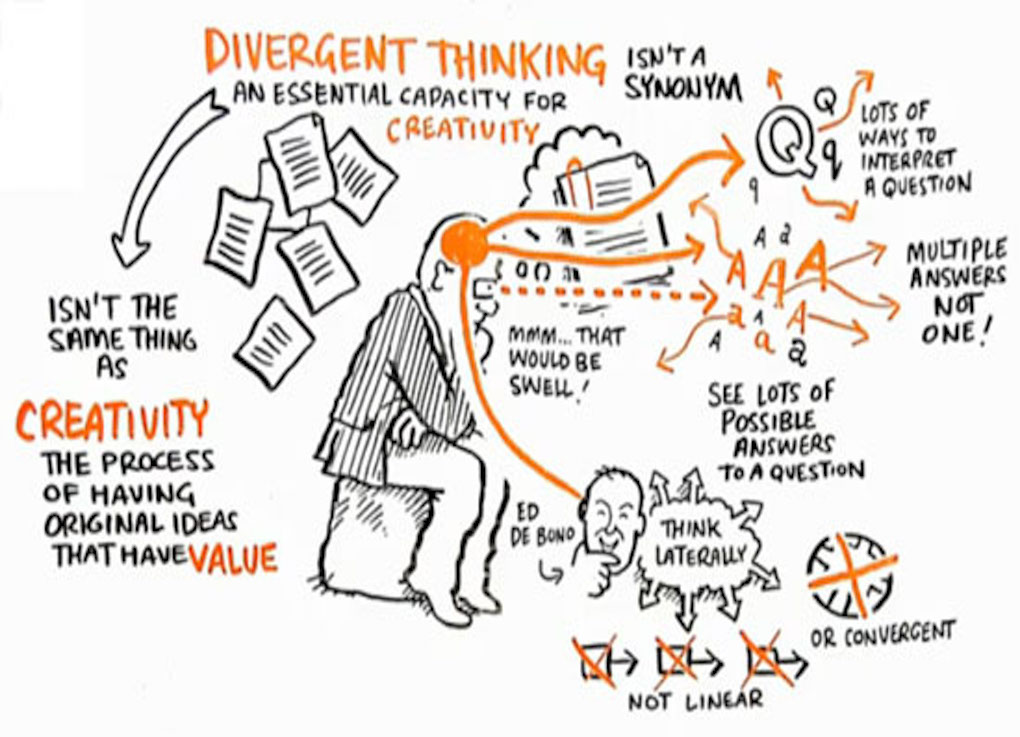 DIVERGENT THINKING
AN ESSENTIAL CAPACITY FOR
CREATIVITY
ISN'T A
SYNONYM
ISN'T THE
SAME THING
AS
CREATIVITY
THE PROCESS
OF HAVING
ORIGINAL IDEAS
THAT HAVE VALUE
MMM... THAT
WOULD BE
SWELL!
Q
Q
q
q
LOTS OF
WAYS TO
INTERPRET
A QUESTION
A a
A A A
a A A
A a a
MULTIPLE
ANSWERS
NOT
ONE!
SEE LOTS OF
POSSIBLE
ANSWERS
TO A QUESTION
ED
DE BONO
THINK
LATERALLY
OR CONVERGENT
NOT LINEAR